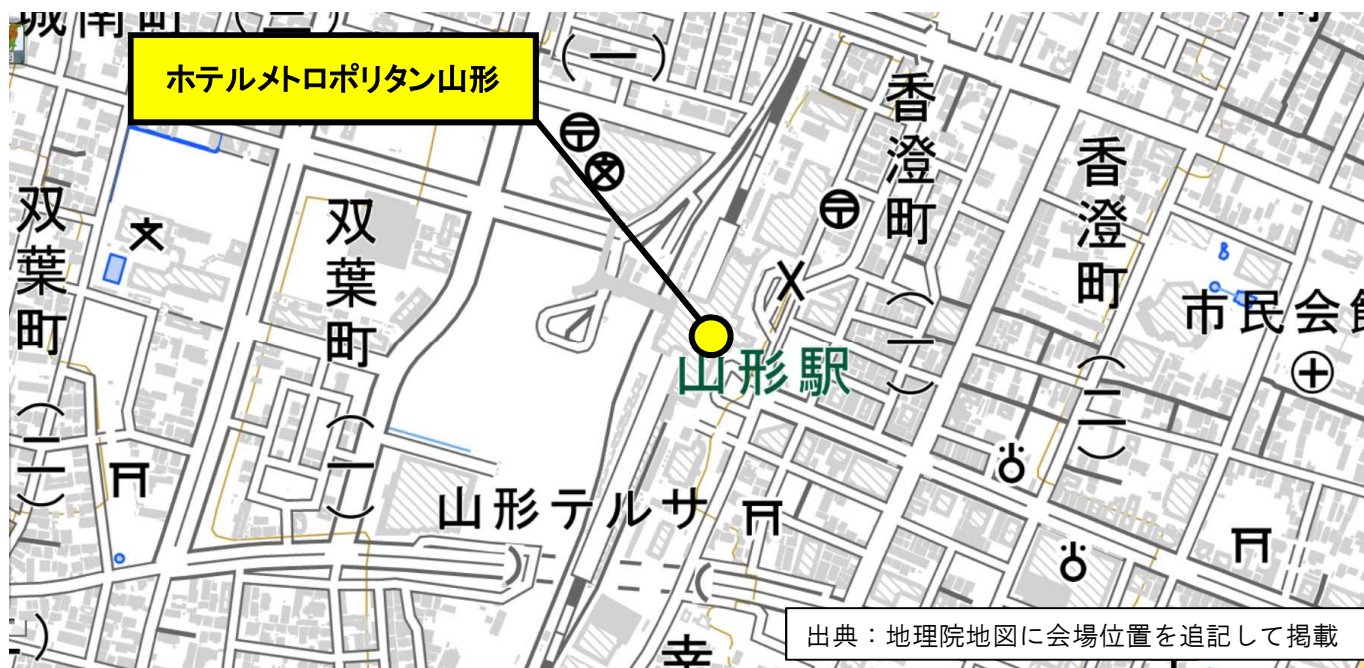 城南町(三)
(一)
ホテルメトロポリタン山形
香澄町(一)
香澄町(二)
双葉町(二)
双葉町(一)
市民会館
山形駅
山形テルサ
幸
出典：地理院地図に会場位置を追記して掲載